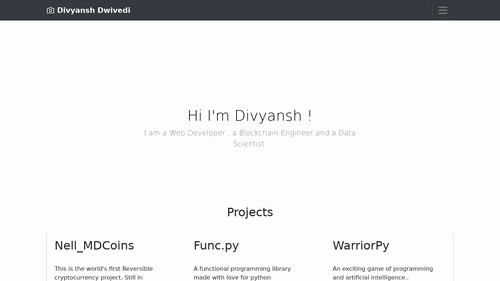 Divyansh Dwivedi
Hi I'm Divyansh !
I am a Web Developer , a Blockchain Engineer and a Data
Scientist
Projects
Nell_MDCoins
Func.py
WarriorPy
This is the world's first Reversible
cryptocurrency project. Still in
A functional programming library
made with love for python
An exciting game of programming
and artificial intelligence..